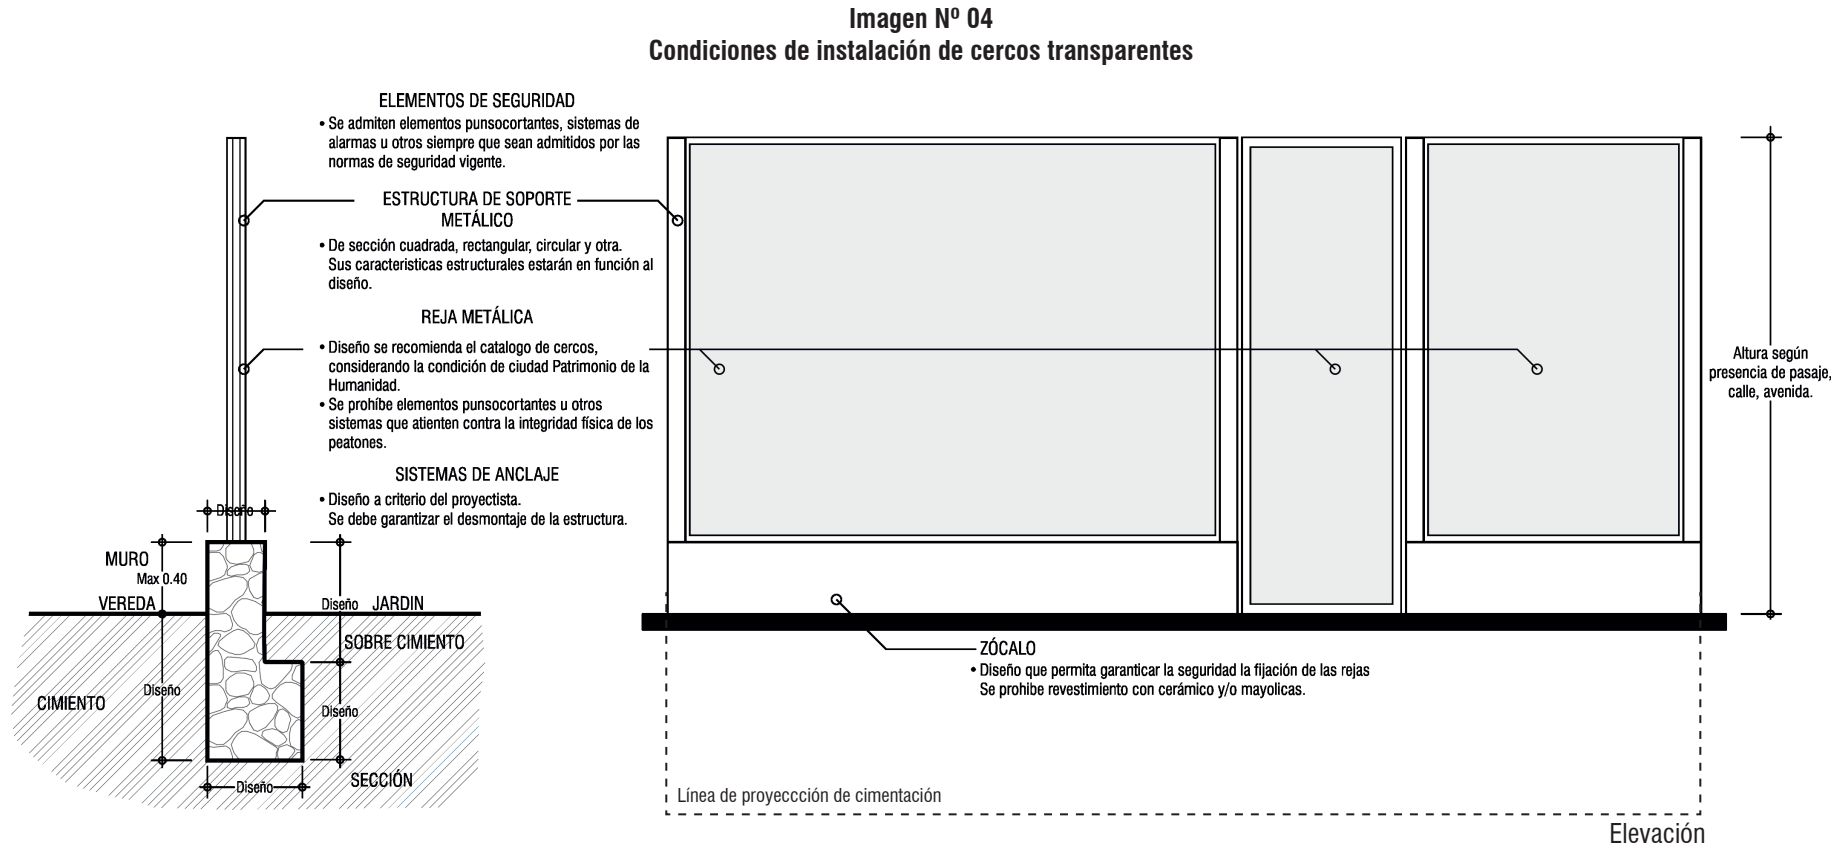 Imagen Nº 04
Condiciones de instalación de cercos transparentes
ELEMENTOS DE SEGURIDAD
• Se admiten elementos punsocortantes, sistemas de
alarmas u otros siempre que sean admitidos por las
normas de seguridad vigente.
ESTRUCTURA DE SOPORTE
METÁLICO
• De sección cuadrada, rectangular, circular y otra.
Sus caracteristicas estructurales estarán en función al
diseño.
REJA METÁLICA
• Diseño se recomienda el catalogo de cercos,
considerando la condición de ciudad Patrimonio de la
Humanidad.
• Se prohíbe elementos punsocortantes u otros
sistemas que atienten contra la integridad física de los
peatones.
SISTEMAS DE ANCLAJE
• Diseño a criterio del proyectista.
Se debe garantizar el desmontaje de la estructura.
Diseño
MURO
Max 0.40
VEREDA
Diseño
JARDIN
SOBRE CIMIENTO
CIMIENTO
Diseño
Diseño
Diseño
SECCIÓN
Altura según
presencia de pasaje,
calle, avenida.
ZÓCALO
• Diseño que permita garanticar la seguridad la fijación de las rejas
Se prohibe revestimiento con cerámico y/o mayolicas.
Línea de proyeccción de cimentación
Elevación